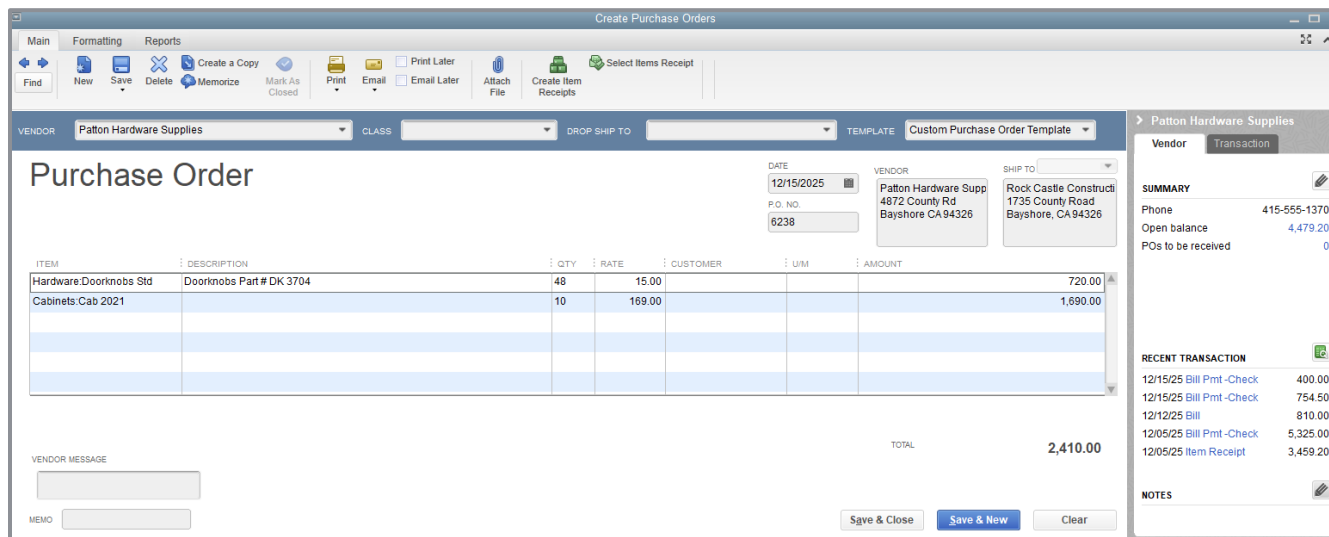 Create Purchase Orders
Main Formatting Reports
Find
New
Save
Delete
Create a Copy
Memorize
Mark As
Closed
Print
Email
Print Later
Email Later
Attach
File
Create Item
Receipts
Select Items Receipt
VENDOR Patton Hardware Supplies CLASS DROP SHIP TO TEMPLATE Custom Purchase Order Template
Purchase Order
DATE
12/15/2025
P.O. NO.
6238
VENDOR
Patton Hardware Supp
4872 County Rd
Bayshore CA 94326
SHIP TO
Rock Castle Constructi
1735 County Road
Bayshore, CA 94326
ITEM DESCRIPTION QTY RATE CUSTOMER U/M AMOUNT
Hardware:Doorknobs Std Doorknobs Part # DK 3704 48 15.00 720.00
Cabinets:Cab 2021 10 169.00 1,690.00
TOTAL 2,410.00
VENDOR MESSAGE
MEMO
Save & Close Save & New Clear
Patton Hardware Supplies
Vendor Transaction
SUMMARY
Phone 415-555-1370
Open balance 4,479.20
POs to be received 0
RECENT TRANSACTION
12/15/25 Bill Pmt -Check 400.00
12/15/25 Bill Pmt -Check 754.50
12/12/25 Bill 810.00
12/05/25 Bill Pmt -Check 5,325.00
12/05/25 Item Receipt 3,459.20
NOTES